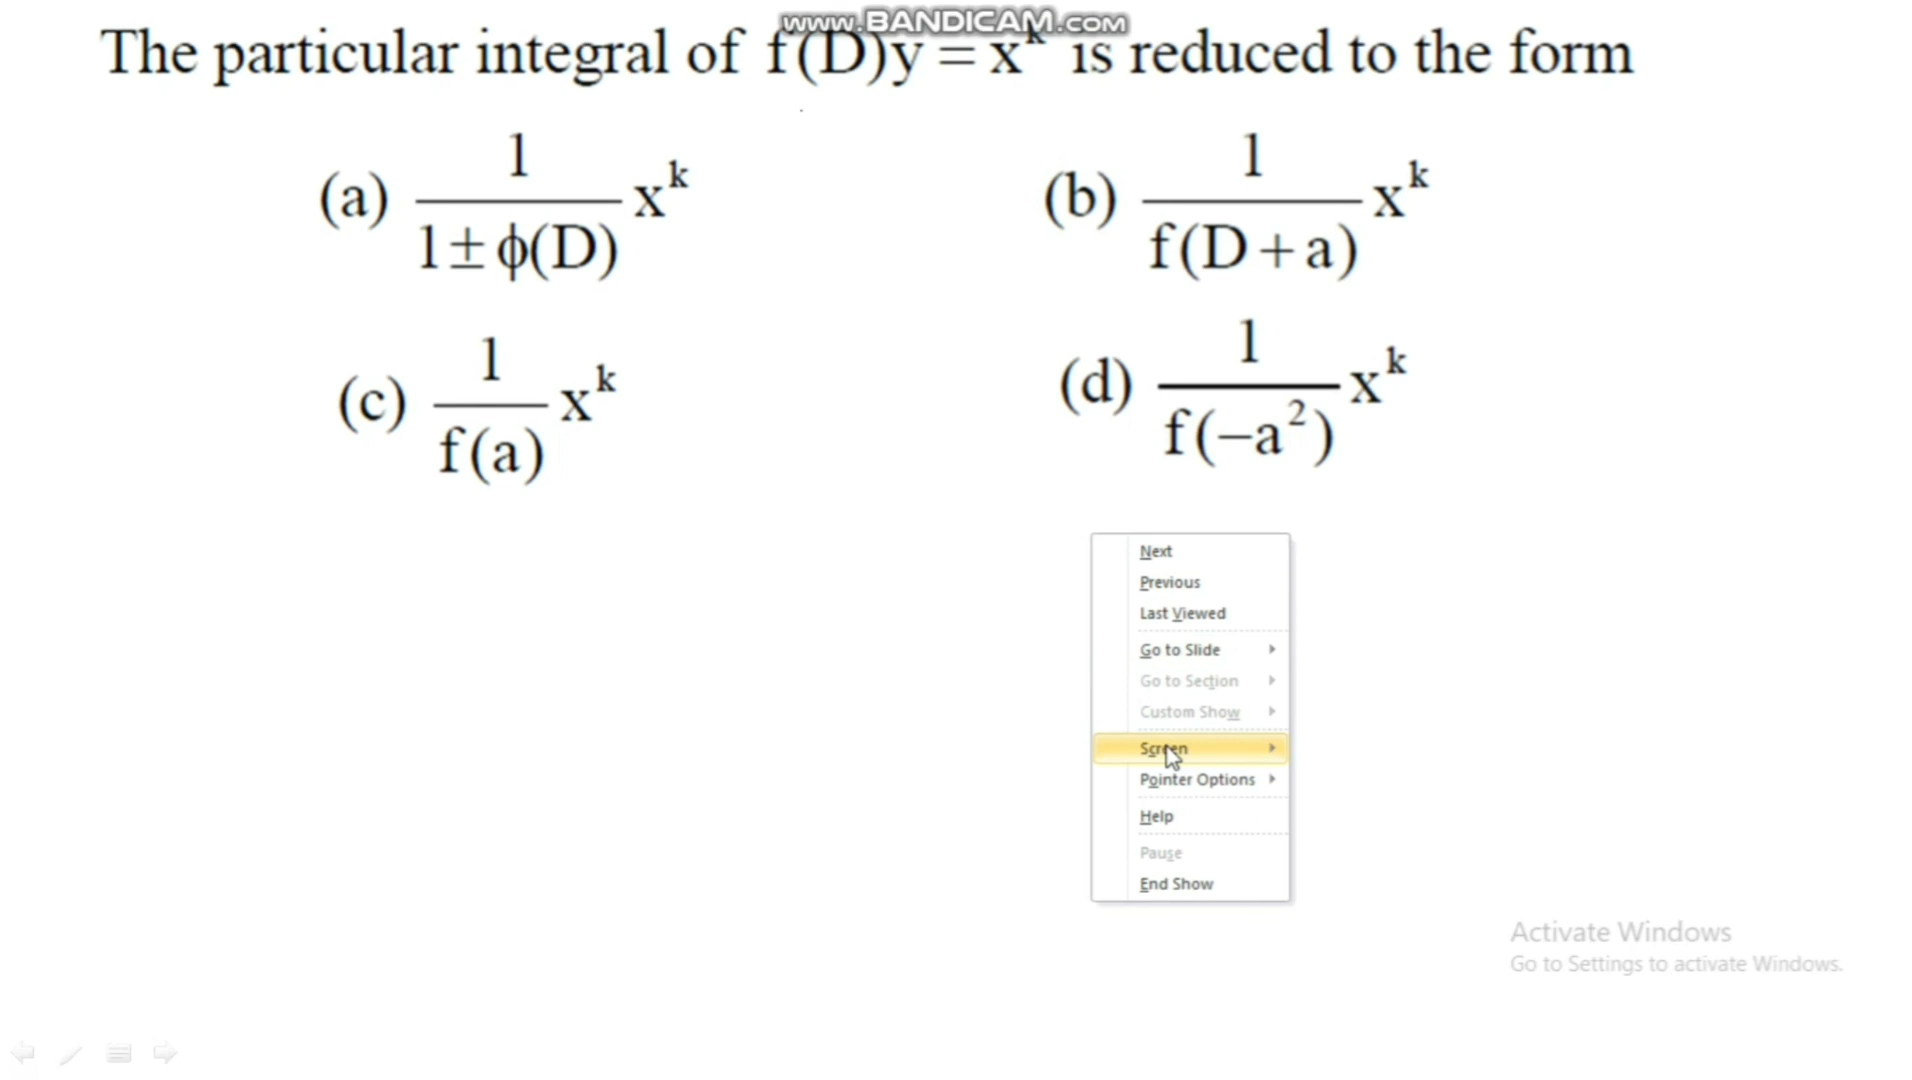 www.BANDICAM.com
The particular integral of f(D)y = x^k is reduced to the form
(a) 1/(1 ± ϕ(D)) x^k
(b) 1/f(D + a) x^k
(c) 1/f(a) x^k
(d) 1/f(−a²) x^k
Next
Previous
Last Viewed
Go to Slide
Go to Section
Custom Show
Screen
Pointer Options
Help
Pause
End Show
Activate Windows
Go to Settings to activate Windows.